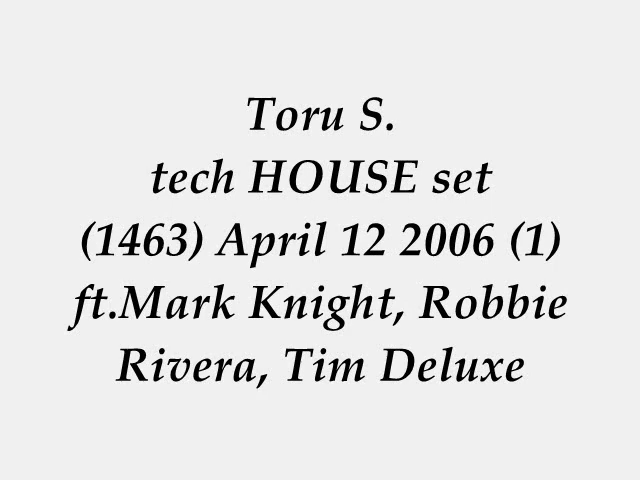 Toru S.
tech HOUSE set
(1463) April 12 2006 (1)
ft.Mark Knight, Robbie
Rivera, Tim Deluxe